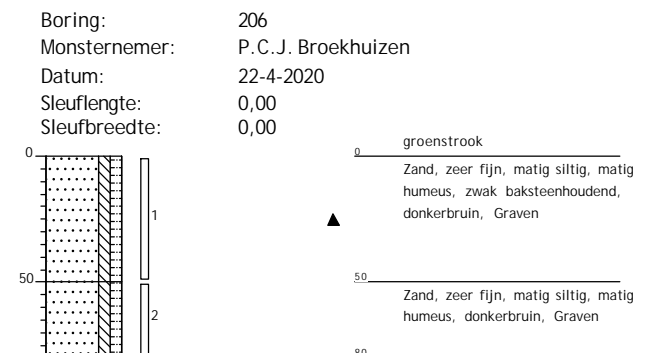 Boring: 206
Monsternemer: P.C.J. Broekhuizen
Datum: 22-4-2020
Sleuflengte: 0,00
Sleufbreedte: 0,00
groenstrook
0
0
Zand, zeer fijn, matig siltig, matig
humeus, zwak baksteenhoudend,
donkerbruin, Graven
1
50
50
Zand, zeer fijn, matig siltig, matig
humeus, donkerbruin, Graven
2
80